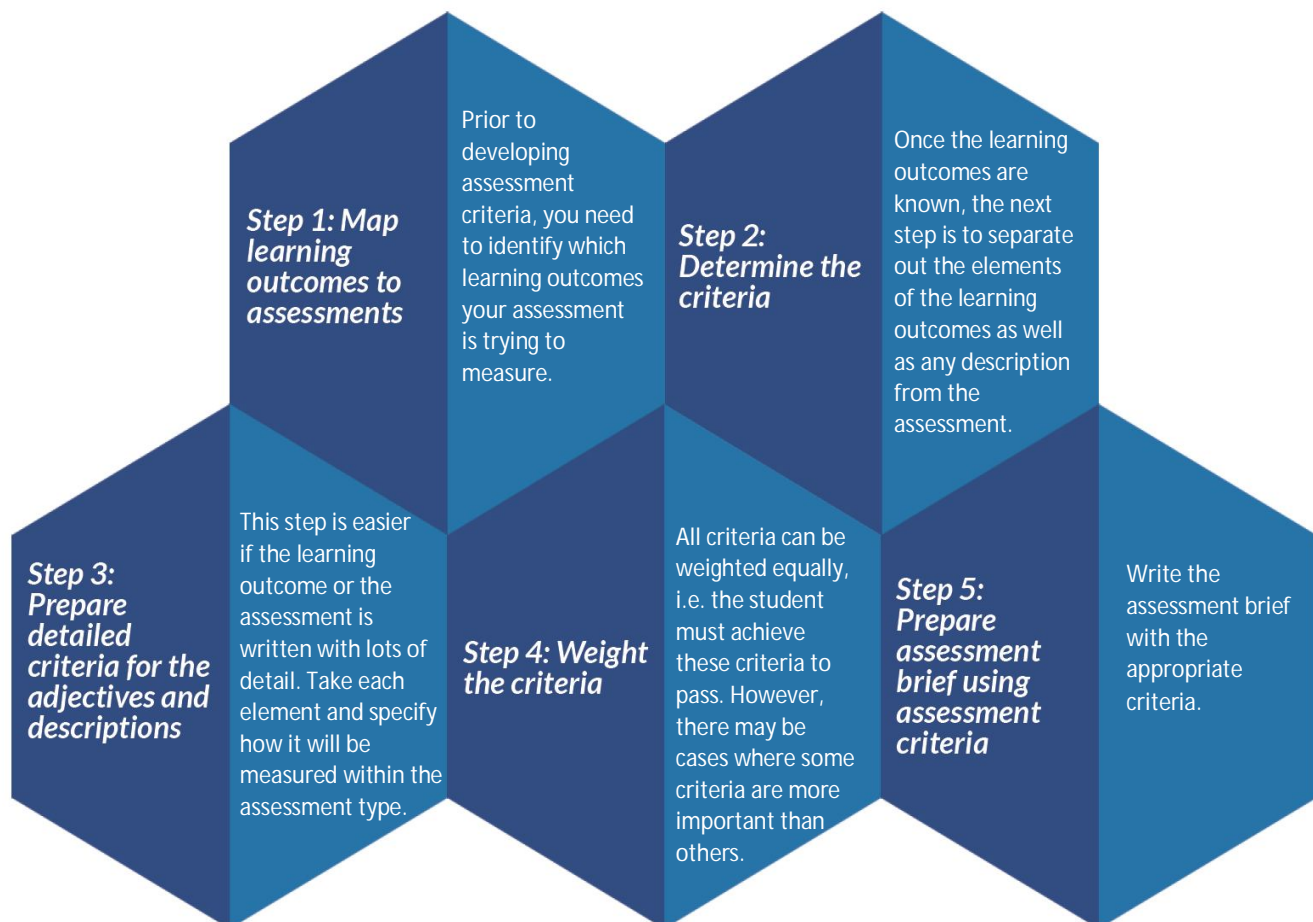 Step 1: Map
learning
outcomes to
assessments
Prior to
developing
assessment
criteria, you need
to identify which
learning outcomes
your assessment
is trying to
measure.
Step 2:
Determine the
criteria
Once the learning
outcomes are
known, the next
step is to separate
out the elements
of the learning
outcomes as well
as any description
from the
assessment.
Step 3:
Prepare
detailed
criteria for the
adjectives and
descriptions
This step is easier
if the learning
outcome or the
assessment is
written with lots of
detail. Take each
element and specify
how it will be
measured within the
assessment type.
Step 4: Weight
the criteria
All criteria can be
weighted equally,
i.e. the student
must achieve
these criteria to
pass. However,
there may be
cases where some
criteria are more
important than
others.
Step 5:
Prepare
assessment
brief using
assessment
criteria
Write the
assessment brief
with the
appropriate
criteria.